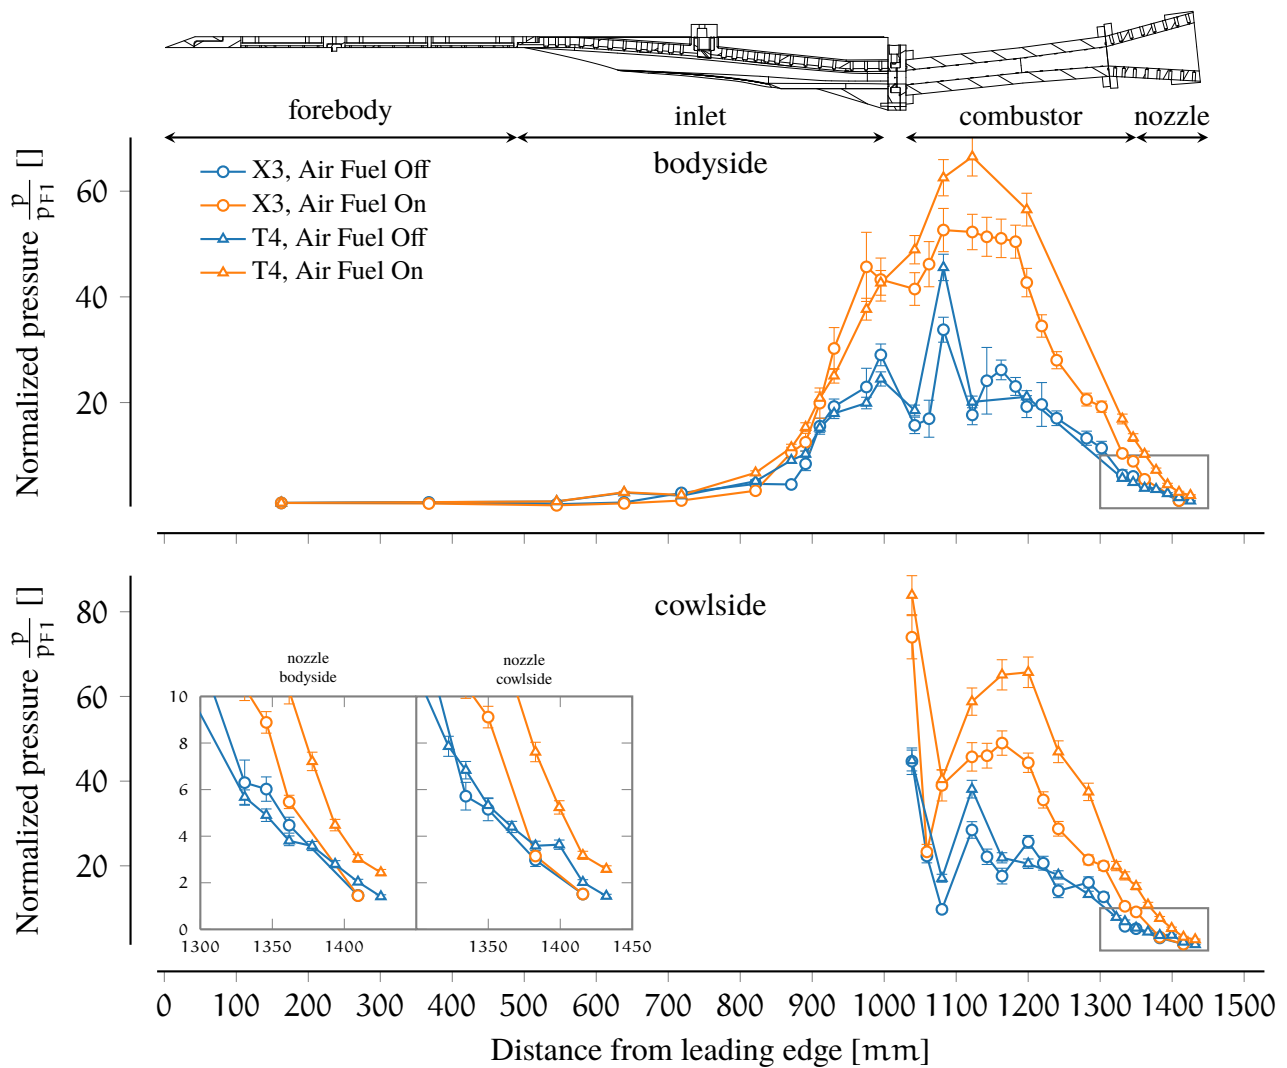 forebody
inlet
combustor
nozzle
bodyside
X3, Air Fuel Off
X3, Air Fuel On
T4, Air Fuel Off
T4, Air Fuel On
Normalized pressure p/pF1 []
60
40
20
cowlside
Normalized pressure p/pF1 []
80
60
40
20
nozzle
bodyside
nozzle
cowlside
10
8
6
4
2
0
1300 1350 1400 1350 1400 1450
0 100 200 300 400 500 600 700 800 900 1000 1100 1200 1300 1400 1500
Distance from leading edge [mm]